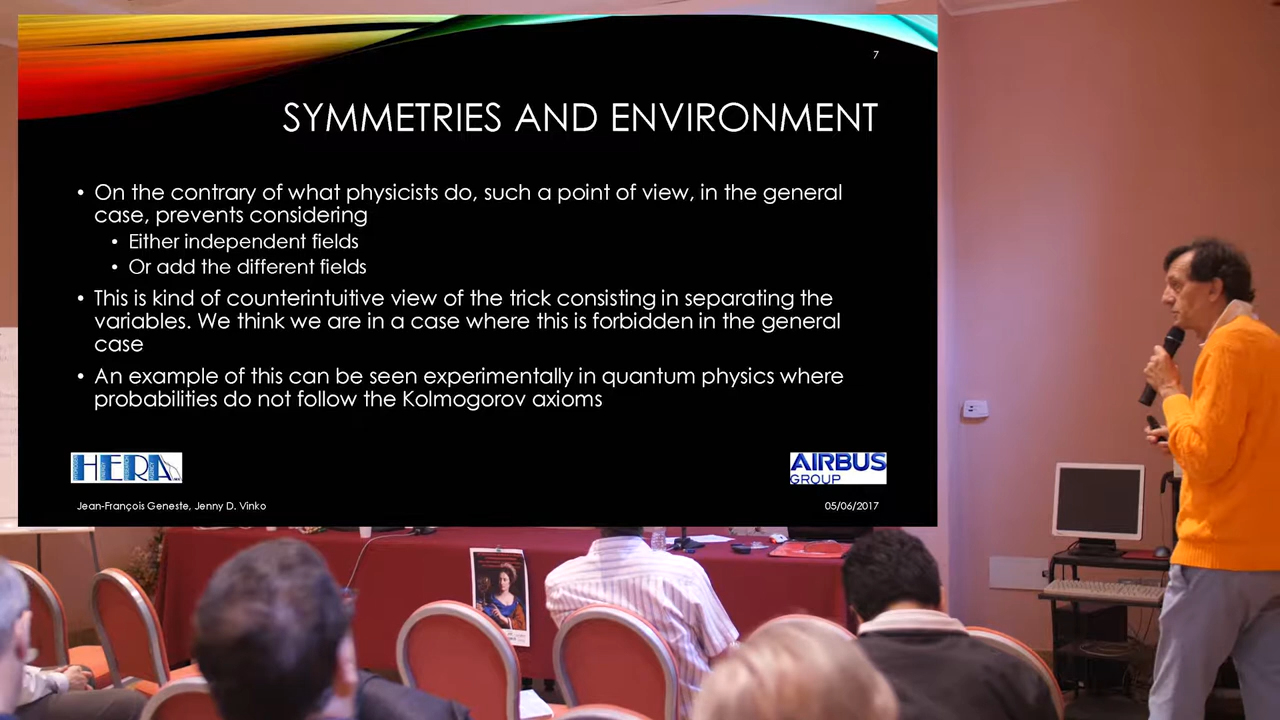 7
SYMMETRIES AND ENVIRONMENT
• On the contrary of what physicists do, such a point of view, in the general
case, prevents considering
• Either independent fields
• Or add the different fields
• This is kind of counterintuitive view of the trick consisting in separating the
variables. We think we are in a case where this is forbidden in the general
case
• An example of this can be seen experimentally in quantum physics where
probabilities do not follow the Kolmogorov axioms
HERA
AIRBUS
GROUP
Jean-François Geneste, Jenny D. Vinko
05/06/2017